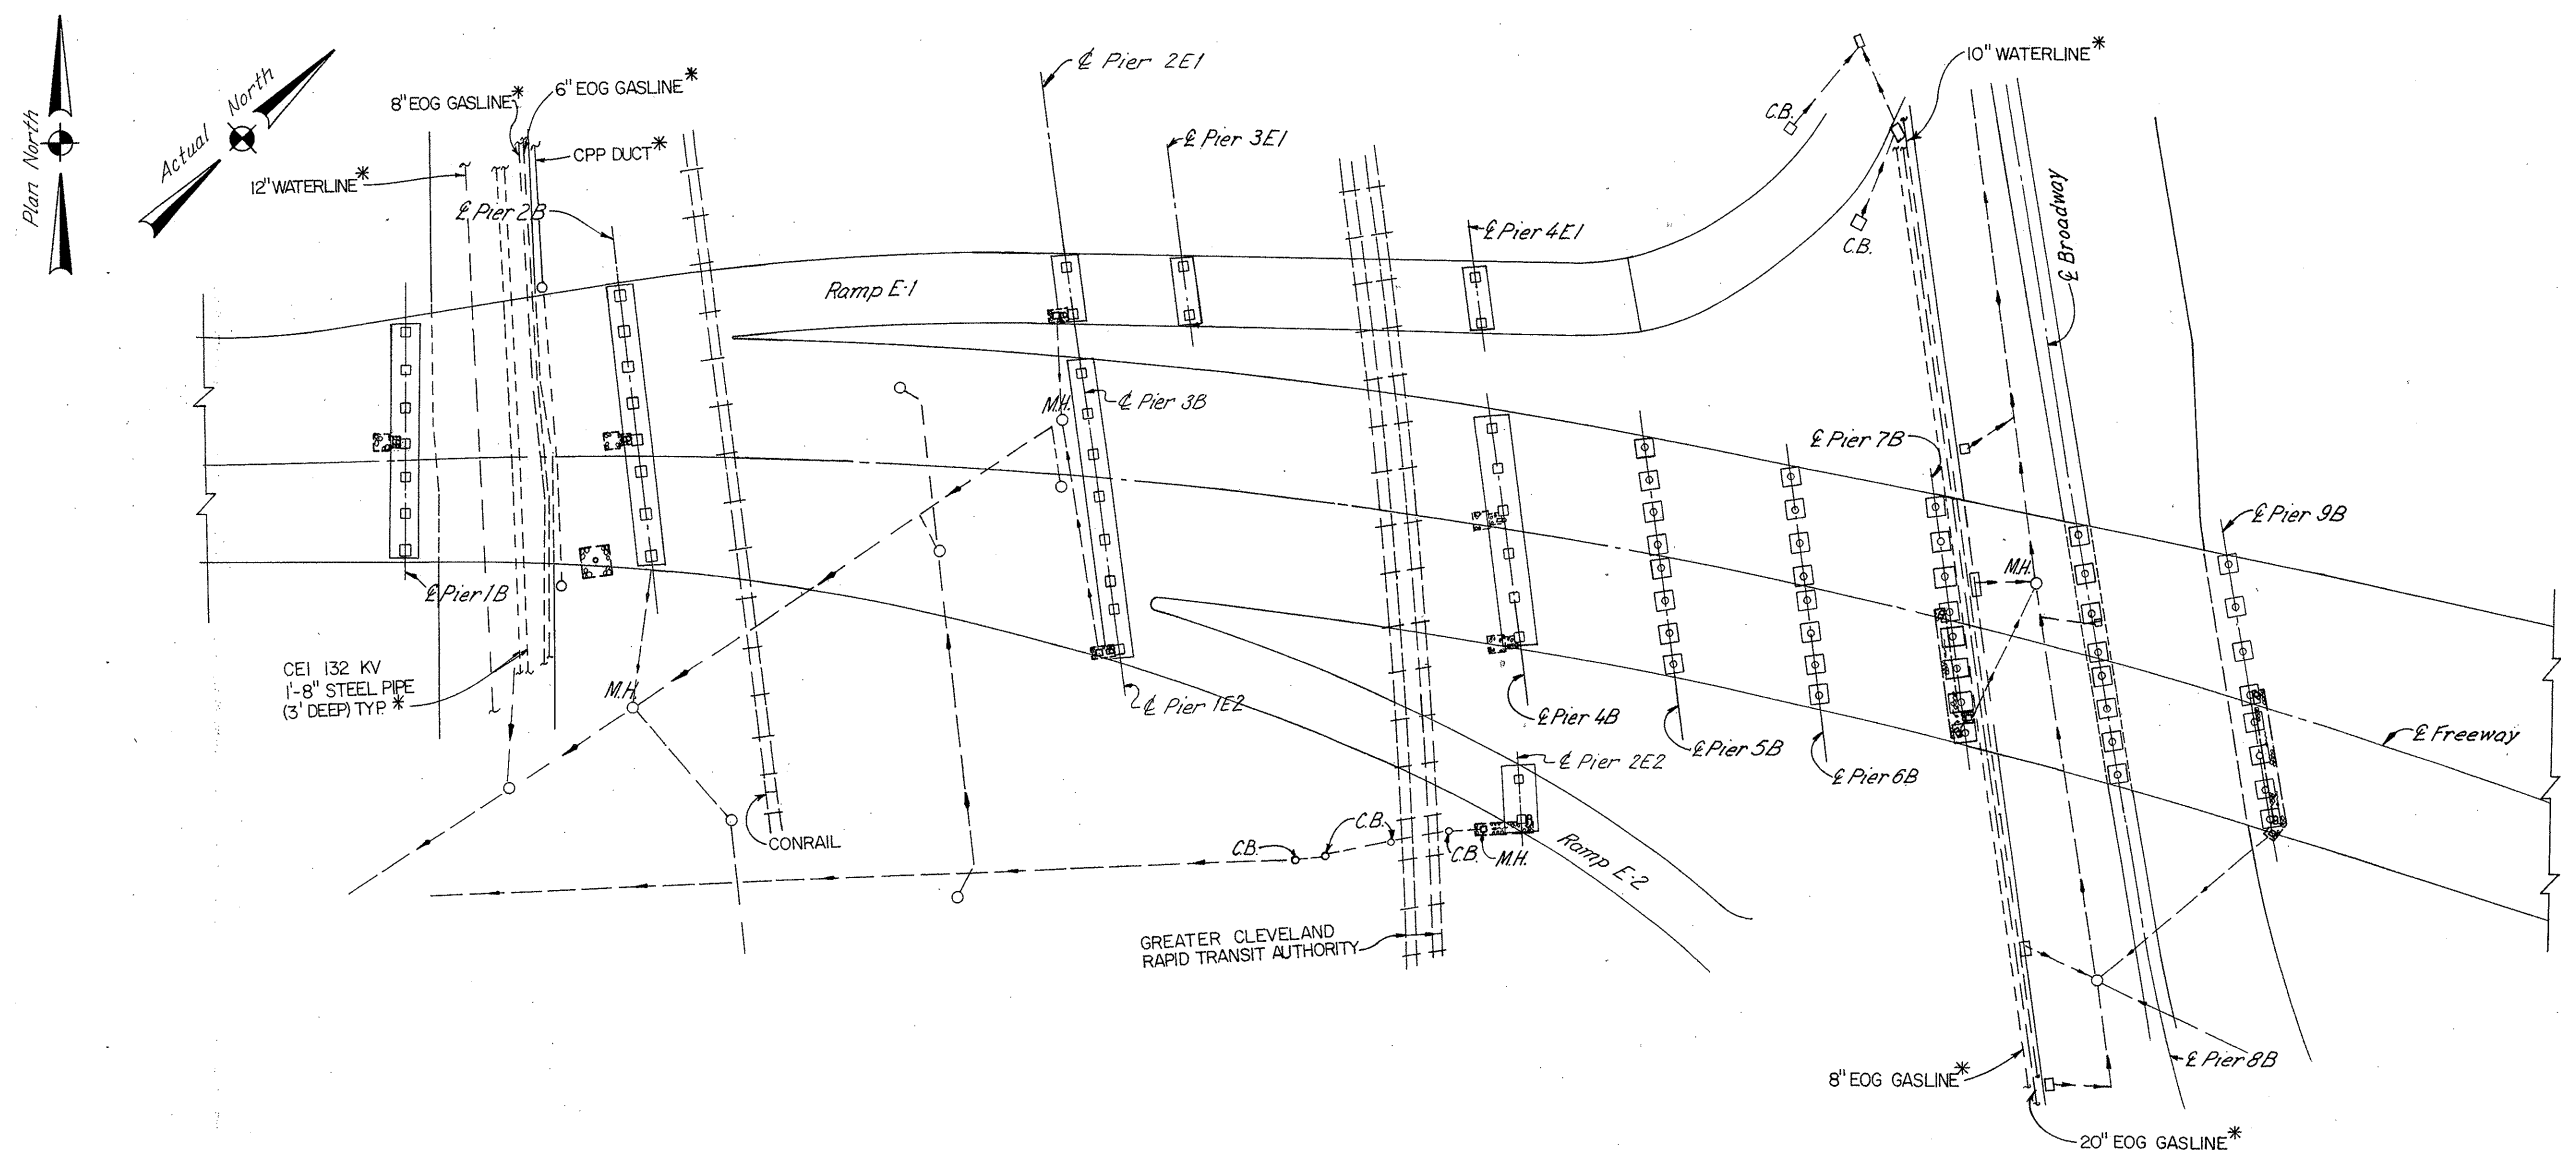 Plan North
Actual North
12" WATERLINE*
8" EOG GASLINE*
6" EOG GASLINE*
CPP DUCT*
℄ Pier 2B
℄ Pier 2E1
℄ Pier 3E1
℄ Pier 4E1
C.B.
C.B.
10" WATERLINE*
℄ Broadway
Ramp E-1
M.H.
℄ Pier 3B
℄ Pier 7B
℄ Pier 9B
℄ Pier 1B
M.H.
CEI 132 KV
1'-8" STEEL PIPE
(3' DEEP) TYP. *
M.H.
℄ Pier 1E2
℄ Pier 4B
℄ Pier 5B
℄ Pier 6B
℄ Freeway
℄ Pier 2E2
CONRAIL
C.B.
C.B.
C.B.
M.H.
Ramp E-2
GREATER CLEVELAND
RAPID TRANSIT AUTHORITY
℄ Pier 8B
8" EOG GASLINE*
20" EOG GASLINE*